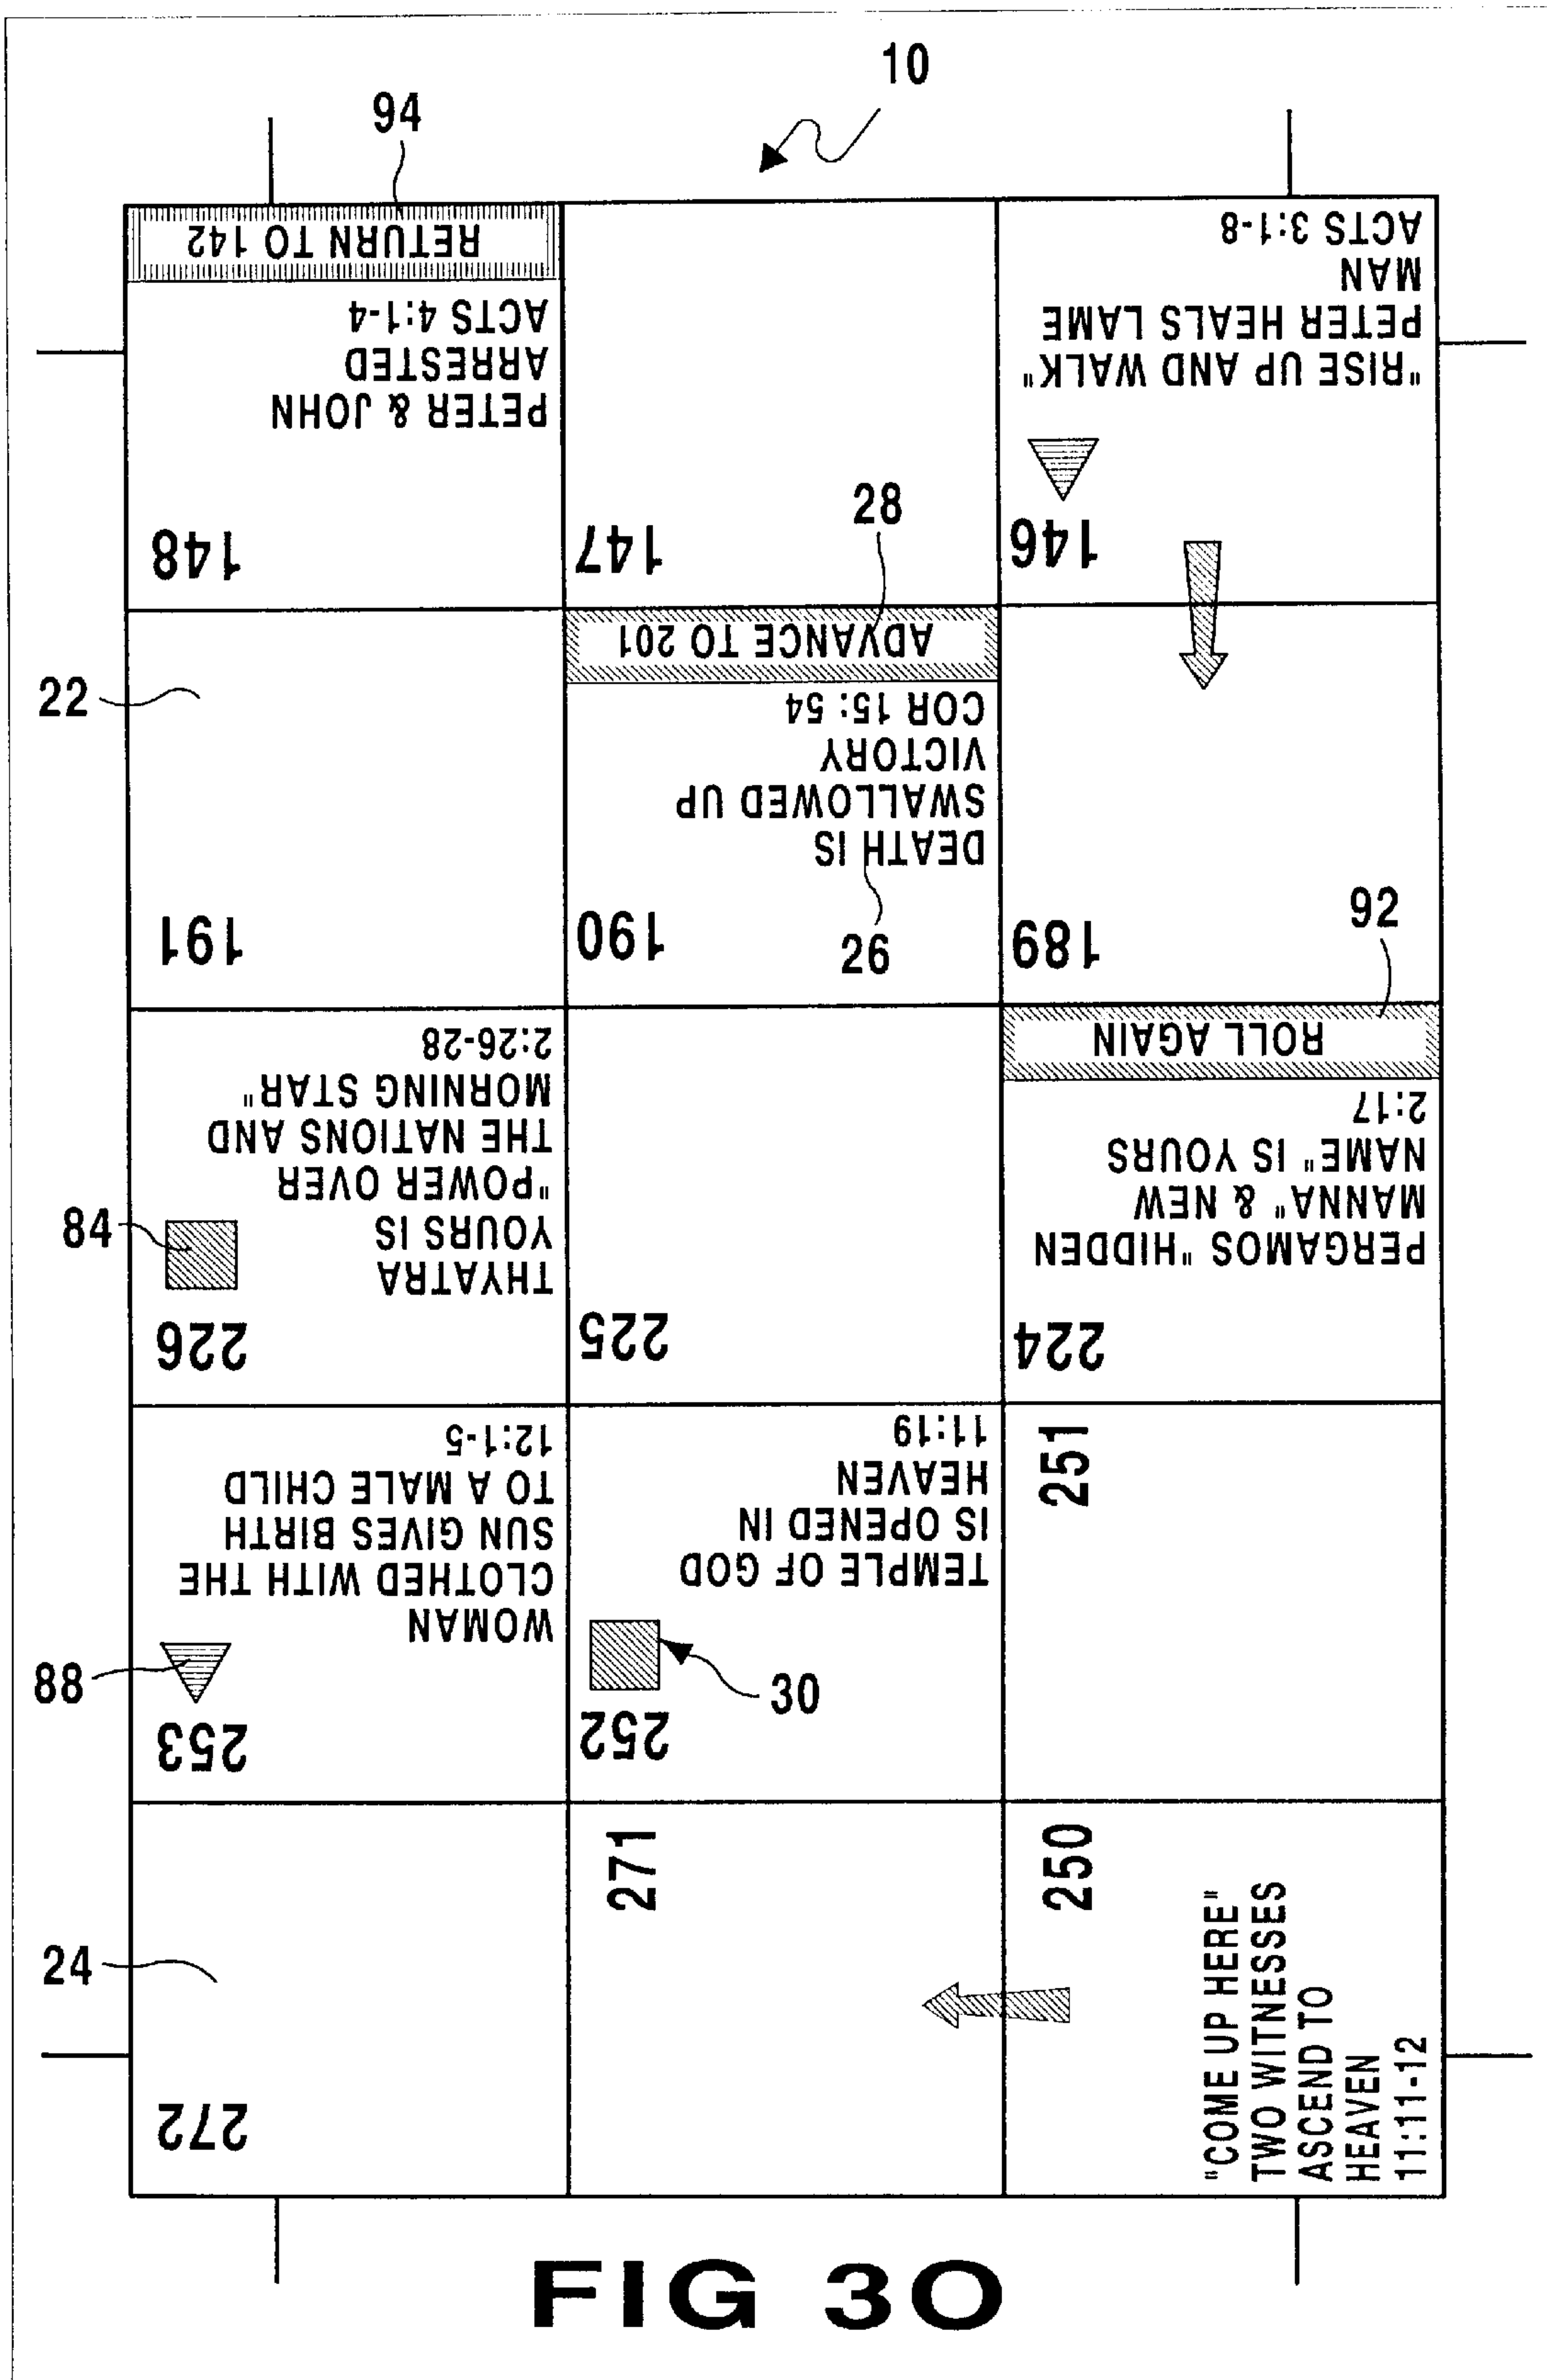 10
94
RETURN TO 142
PETER & JOHN
ARRESTED
ACTS 4:1-4
148
147
"RISE UP AND WALK"
PETER HEALS LAME
MAN
ACTS 3:1-8
146
28
22
191
ADVANCE TO 201
DEATH IS
SWALLOWED UP
VICTORY
COR 15: 54
26
190
189
92
84
THYATRA
YOURS IS
"POWER OVER
THE NATIONS AND
MORNING STAR"
2:26-28
226
225
ROLL AGAIN
PERGAMOS "HIDDEN
MANNA" & NEW
NAME" IS YOURS
2:17
224
88
WOMAN
CLOTHED WITH THE
SUN GIVES BIRTH
TO A MALE CHILD
12:1-5
253
TEMPLE OF GOD
IS OPENED IN
HEAVEN
11:19
30
252
251
24
272
271
250
"COME UP HERE"
TWO WITNESSES
ASCEND TO
HEAVEN
11:11-12
FIG 3O